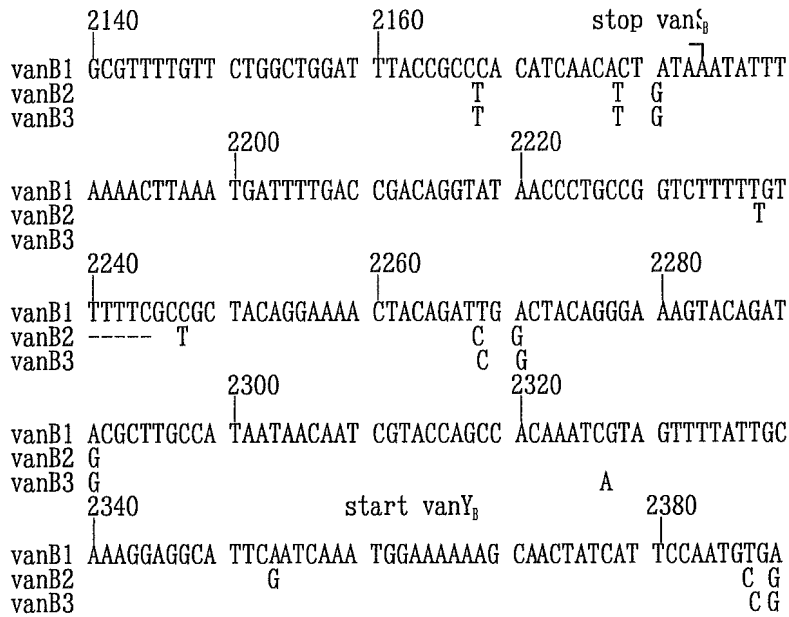 2140 2160 stop vanS_B
vanB1 GCGTTTTGTT CTGGCTGGAT TTACCGCCCA CATCAACACT ATAAATATTT
vanB2 T T G
vanB3 T T G
2200 2220
vanB1 AAAACTTAAA TGATTTTGAC CGACAGGTAT AACCCTGCCG GTCTTTTTGT
vanB2 T
vanB3
2240 2260 2280
vanB1 TTTTCGCCGC TACAGGAAAA CTACAGATTG ACTACAGGGA AAGTACAGAT
vanB2 ----- T C G
vanB3 C G
2300 2320
vanB1 ACGCTTGCCA TAATAACAAT CGTACCAGCC ACAAATCGTA GTTTTATTGC
vanB2 G
vanB3 G A
2340 start vanY_B 2380
vanB1 AAAGGAGGCA TTCAATCAAA TGGAAAAAAG CAACTATCAT TCCAATGTGA
vanB2 G C G
vanB3 C G